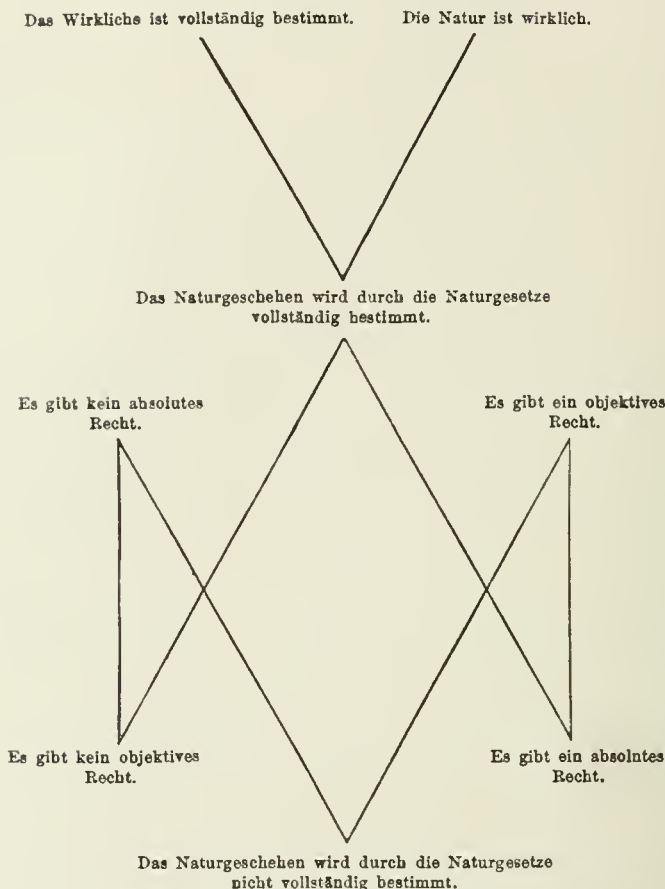 Das Wirkliche ist vollständig bestimmt.
Die Natur ist wirklich.
Das Naturgeschehen wird durch die Naturgesetze
vollständig bestimmt.
Es gibt kein absolutes
Recht.
Es gibt ein objektives
Recht.
Es gibt kein objektives
Recht.
Es gibt ein absolntes
Recht.
Das Naturgeschehen wird durch die Naturgesetze
nicht vollständig bestimmt.